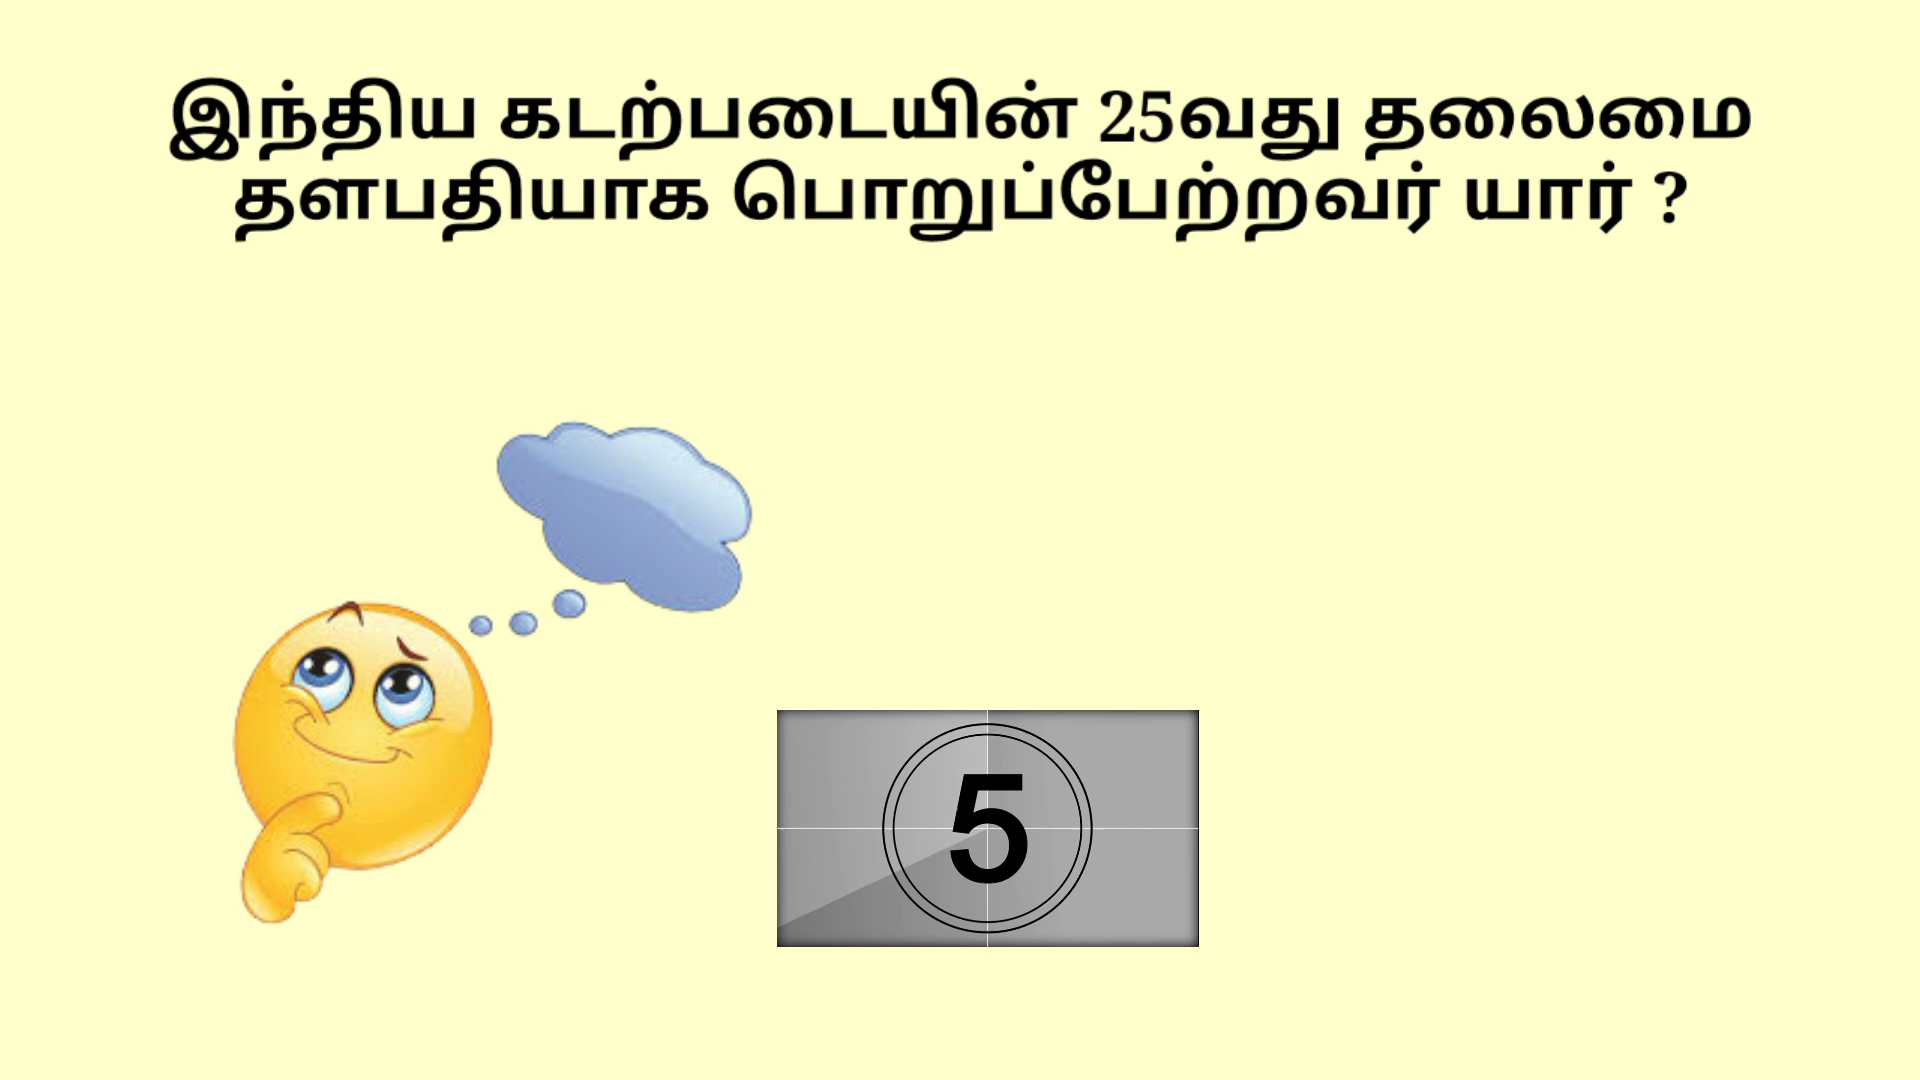 இந்திய கடற்படையின் 25வது தலைமை
தளபதியாக பொறுப்பேற்றவர் யார் ?
5